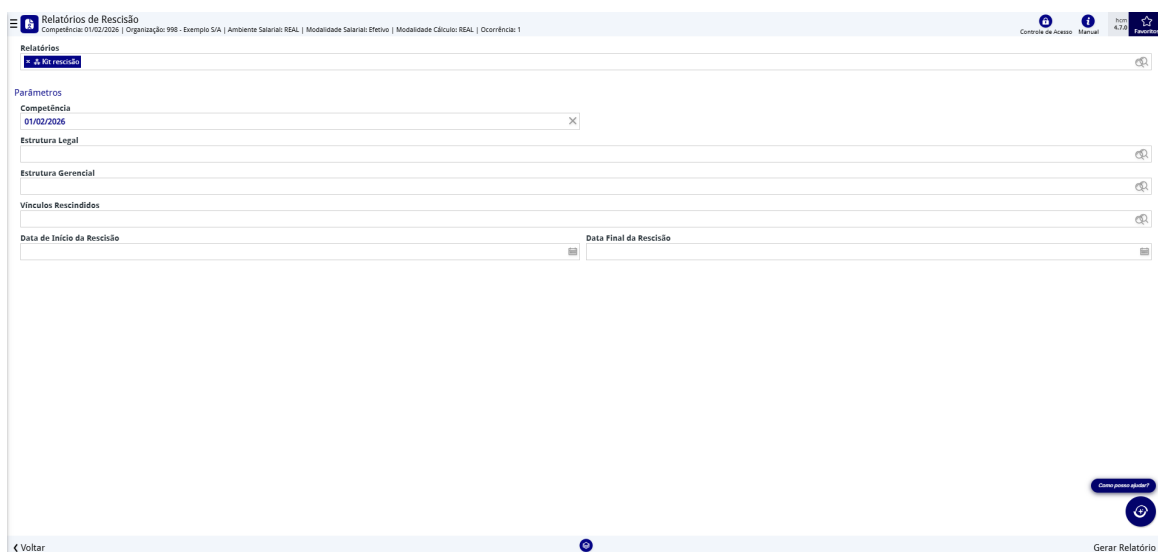 Relatórios de Rescisão
Competência: 01/02/2026 | Organização: 998 - Exemplo S/A | Ambiente Salarial: REAL | Modalidade Salarial: Efetivo | Modalidade Cálculo: REAL | Ocorrência: 1
Controle de Acesso
Manual
hcm
4.7.0
Favoritos
Relatórios
× Kit rescisão
Parâmetros
Competência
01/02/2026
Estrutura Legal
Estrutura Gerencial
Vínculos Rescindidos
Data de Início da Rescisão
Data Final da Rescisão
Como posso ajudar?
Voltar
Gerar Relatório